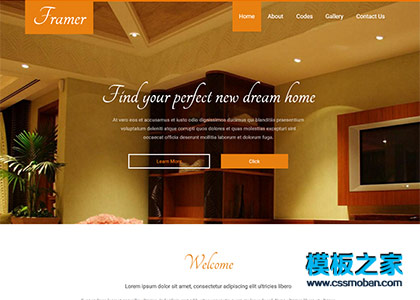 Framer
Home About Codes Gallery Contact Us
Find your perfect new dream home
At vero eos et accusamus et iusto odio dignissimos ducimus qui blanditiis praesentium
voluptatum deleniti atque corrupti quos dolores et quas molestias excepturi sint
occaecati cupiditate non provident similique sunt in culpa qui officia deserunt
mollitia animi id est laborum et dolorum fuga.
Learn More Click
Welcome
Lorem ipsum dolor sit amet, consectetur adipiscing elit ultricies libero
模板之家
www.cssmoban.com